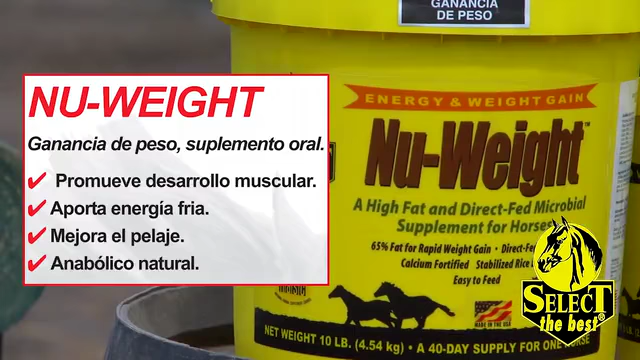 GANANCIA
DE PESO
NU-WEIGHT
Ganancia de peso, suplemento oral.
✔ Promueve desarrollo muscular.
✔ Aporta energía fria.
✔ Mejora el pelaje.
✔ Anabólico natural.
ENERGY & WEIGHT GAIN
Nu-Weight™
A High Fat and Direct-Fed Microbial
Supplement for Horses
65% Fat for Rapid Weight Gain • Direct-Fed
Calcium Fortified Stabilized Rice
Easy to Feed
MADE IN THE USA
NET WEIGHT 10 LB. (4.54 kg) • A 40-DAY SUPPLY FOR ONE HORSE
SELECT
the best®